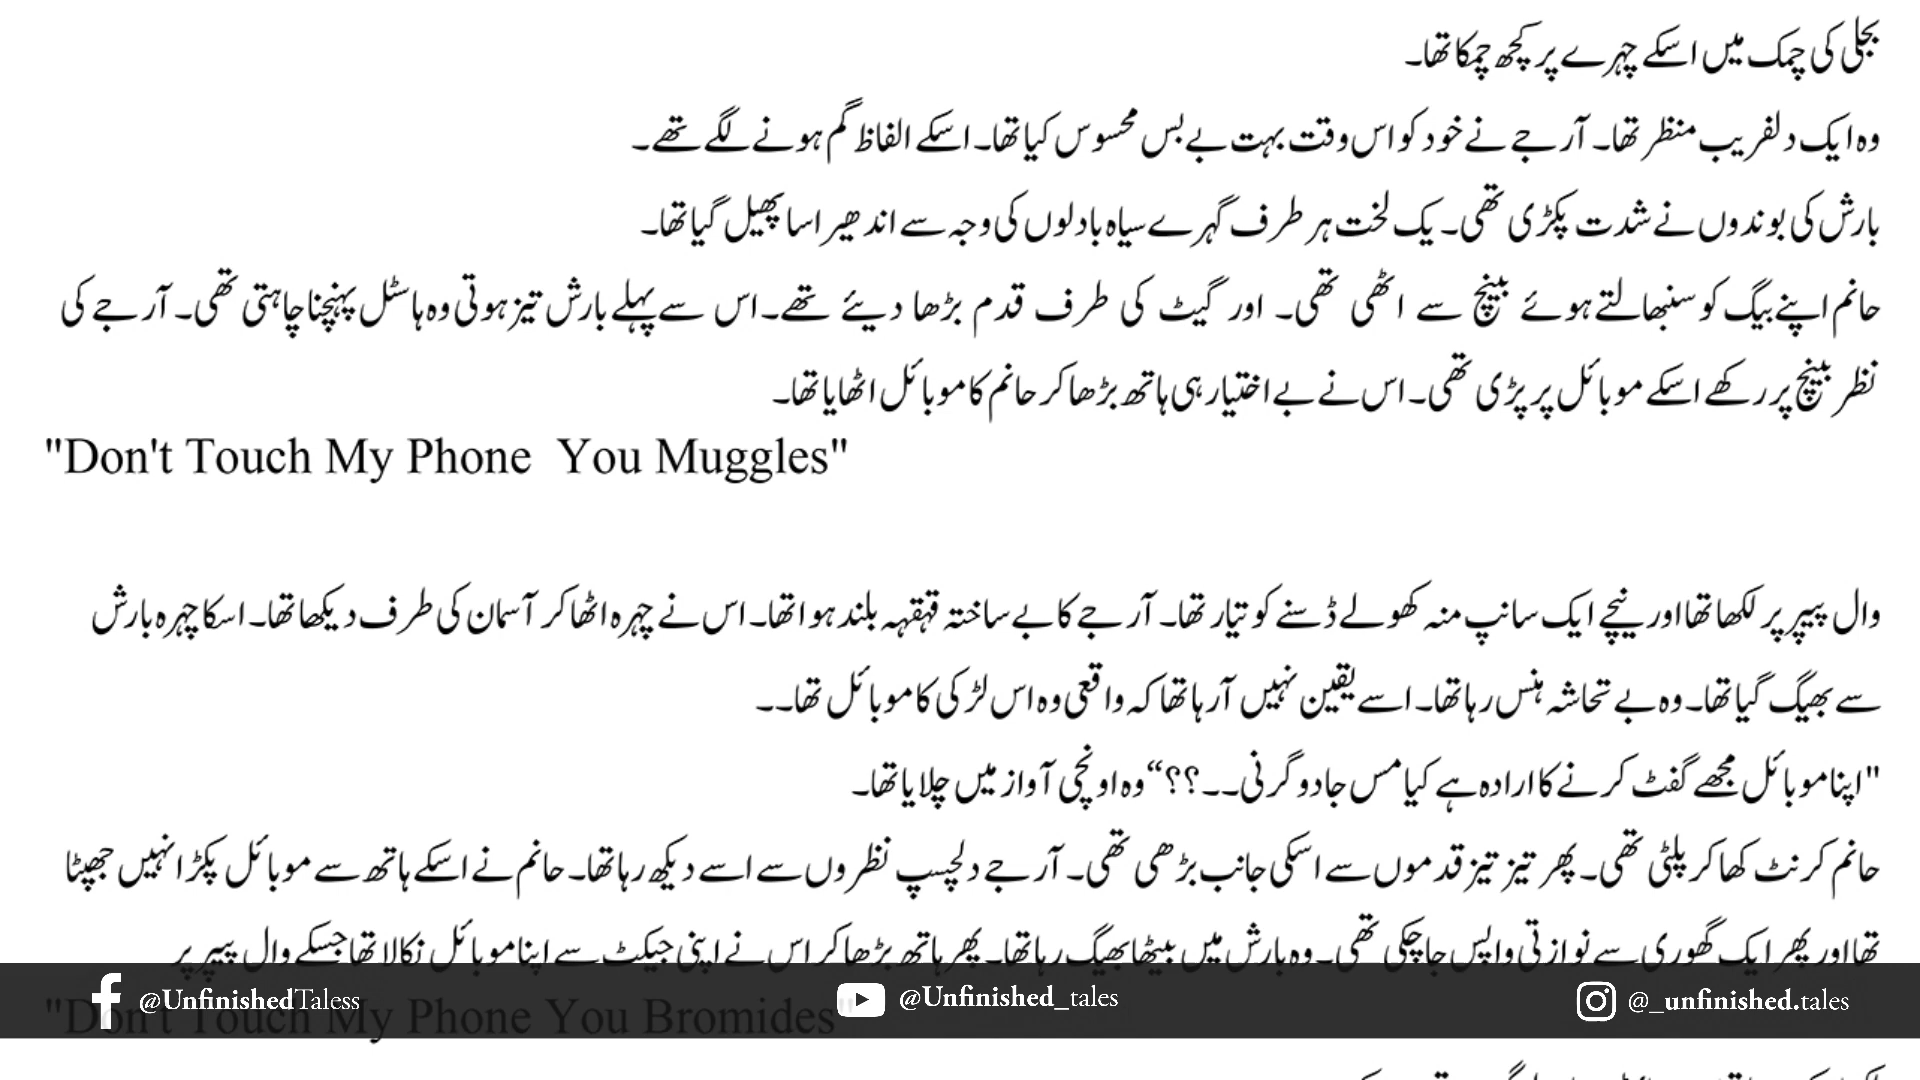 بجلی کی چمک میں اسکے چہرے پر کچھ چمکا تھا۔
وہ ایک دلفریب منظر تھا۔ آرجے نے خود کو اس وقت بہت بے بس محسوس کیا تھا۔ اسکے الفاظ گم ہونے لگے تھے۔
بارش کی بوندوں نے شدت پکڑی تھی۔ یک لخت ہر طرف گہرے سیاہ بادلوں کی وجہ سے اندھیرا سا پھیل گیا تھا۔
حانم اپنے بیگ کو سنبھالتے ہوئے بینچ سے اٹھی تھی۔ اور گیٹ کی طرف قدم بڑھا دیئے تھے۔ اس سے پہلے بارش تیز ہوتی وہ ہاسٹل پہنچنا چاہتی تھی۔ آرجے کی
نظر بینچ پر رکھے اسکے موبائل پر پڑی تھی۔ اس نے بے اختیار ہی ہاتھ بڑھا کر حانم کا موبائل اٹھایا تھا۔
"Don't Touch My Phone You Muggles"
وال پیپر پر لکھا تھا اور نیچے ایک سانپ منہ کھولے ڈسنے کو تیار تھا۔ آرجے کا بے ساختہ قہقہہ بلند ہوا تھا۔ اس نے چہرہ اٹھا کر آسمان کی طرف دیکھا تھا۔ اسکا چہرہ بارش
سے بھیگ گیا تھا۔ وہ بے تحاشہ ہنس رہا تھا۔ اسے یقین نہیں آرہا تھا کہ واقعی وہ اس لڑکی کا موبائل تھا۔۔
"اپنا موبائل مجھے گفٹ کرنے کا ارادہ ہے کیا مس جادوگرنی۔۔؟؟“ وہ اونچی آواز میں چلایا تھا۔
حانم کرنٹ کھا کر پلٹی تھی۔ پھر تیز تیز قدموں سے اسکی جانب بڑھی تھی۔ آرجے دلچسپ نظروں سے اسے دیکھ رہا تھا۔ حانم نے اسکے ہاتھ سے موبائل پکڑا نہیں جھپٹا
تھا اور پھر ایک گھوری سے نوازتی واپس جاچکی تھی۔ وہ بارش میں بیٹھا بھیگ رہا تھا۔ پھر ہاتھ بڑھا کر اس نے اپنی جیکٹ سے اپنا موبائل نکالا تھا جسکے وال پیپر پر
"Don't Touch My Phone You Bromides"
@UnfinishedTaless
@Unfinished_tales
@_unfinished.tales